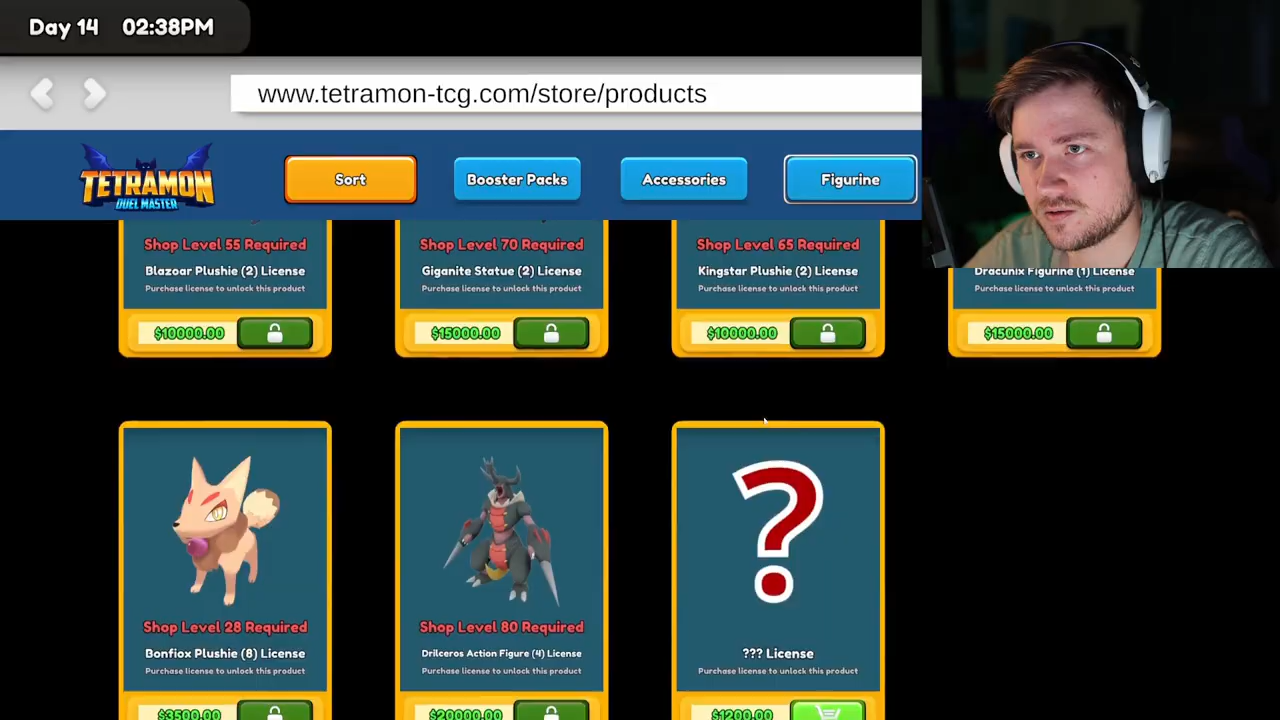 Day 14 02:38PM
www.tetramon-tcg.com/store/products
TETRAMON
DUEL MASTER
Sort
Booster Packs
Accessories
Figurine
Shop Level 55 Required
Blazoar Plushie (2) License
Purchase license to unlock this product
$10000.00
Shop Level 70 Required
Giganite Statue (2) License
Purchase license to unlock this product
$15000.00
Shop Level 65 Required
Kingstar Plushie (2) License
Purchase license to unlock this product
$10000.00
Dracunix Figurine (1) License
Purchase license to unlock this product
$15000.00
Shop Level 28 Required
Bonfiox Plushie (8) License
Purchase license to unlock this product
$3500.00
Shop Level 80 Required
Drilceros Action Figure (4) License
Purchase license to unlock this product
$20000.00
?
??? License
Purchase license to unlock this product
$1200.00